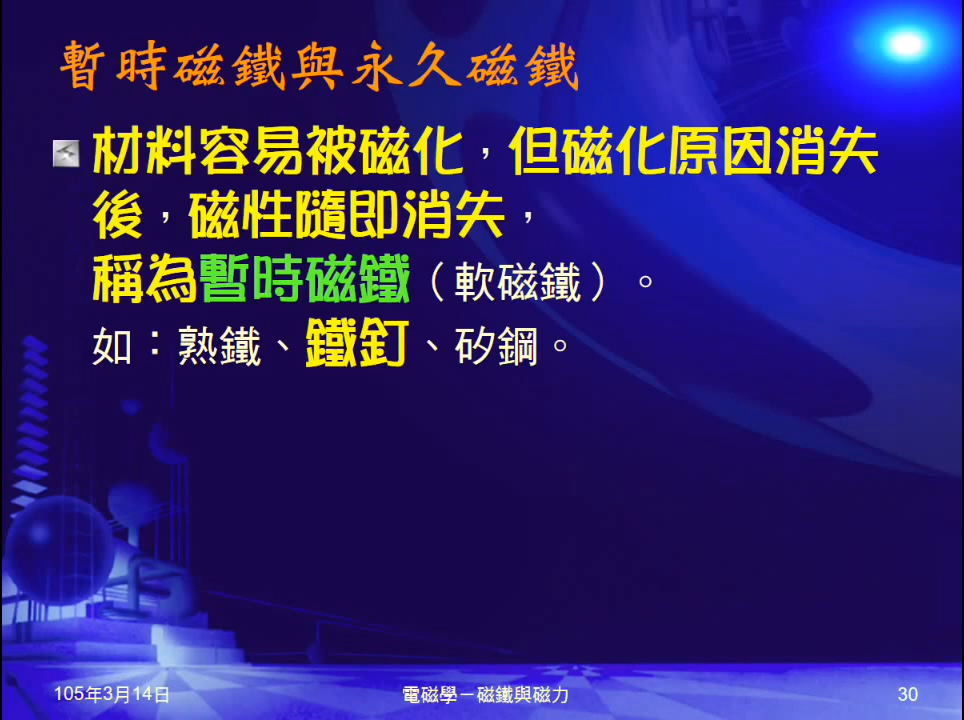 暫時磁鐵與永久磁鐵
材料容易被磁化，但磁化原因消失
後，磁性隨即消失，
稱為暫時磁鐵（軟磁鐵）。
如：熟鐵、鐵釘、矽鋼。
105年3月14日
電磁學－磁鐵與磁力
30